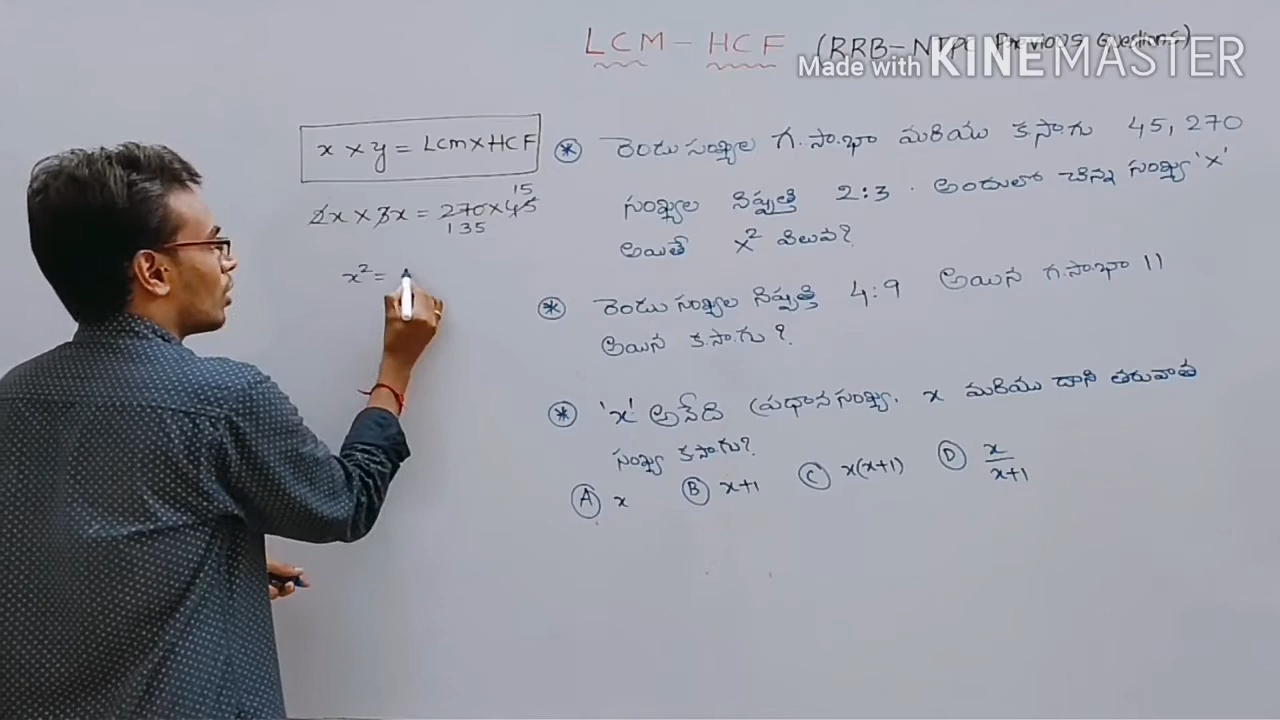 LCM - HCF (RRB-NTPC Previous Questions)
Made with KINEMASTER
x × y = LCM × HCF
15
2x × 3x = 270 × 45
135
x² =
* రెండు సంఖ్యల గ.సా.భా మరియు క.సా.గు 45, 270
సంఖ్యల నిష్పత్తి 2:3. అందులో చిన్న సంఖ్య 'x'
అయితే x² విలువ?
* రెండు సంఖ్యల నిష్పత్తి 4:9 అయిన గ.సా.భా 11
అయిన క.సా.గు?
* 'x' అనేది ప్రధాన సంఖ్య. x మరియు దాని తరువాత
సంఖ్య క.సా.గు?
A x B x+1 C x(x+1) D x/x+1